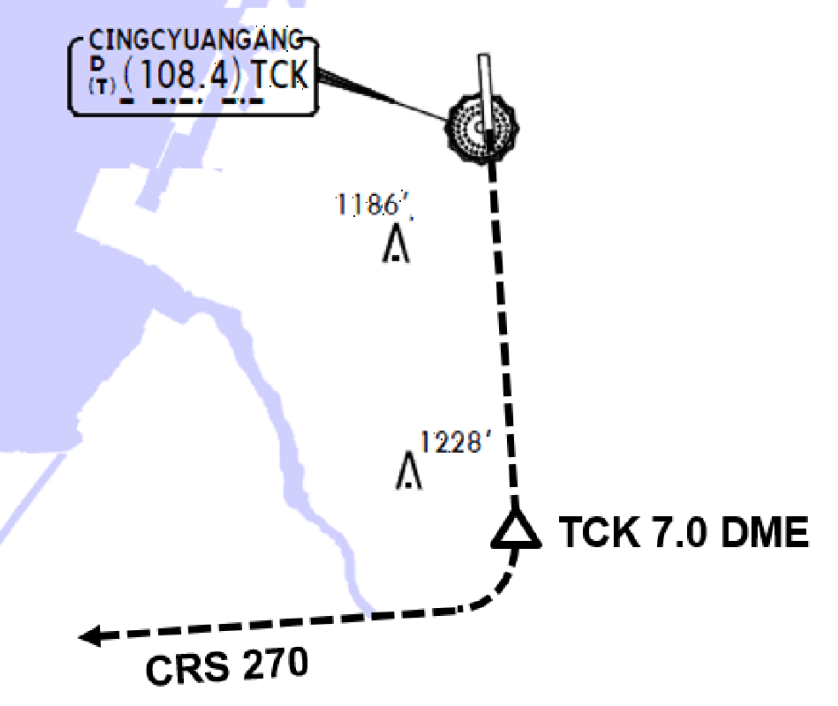 CINGCYUANGANG
D
(T) (108.4) TCK
1186'
1228'
TCK 7.0 DME
CRS 270